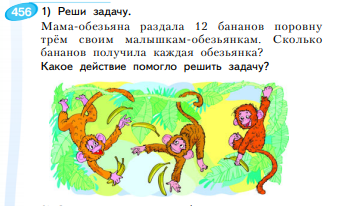 456 1) Реши задачу.
Мама-обезьяна раздала 12 бананов поровну
трём своим малышкам-обезьянкам. Сколько
бананов получила каждая обезьянка?
Какое действие помогло решить задачу?